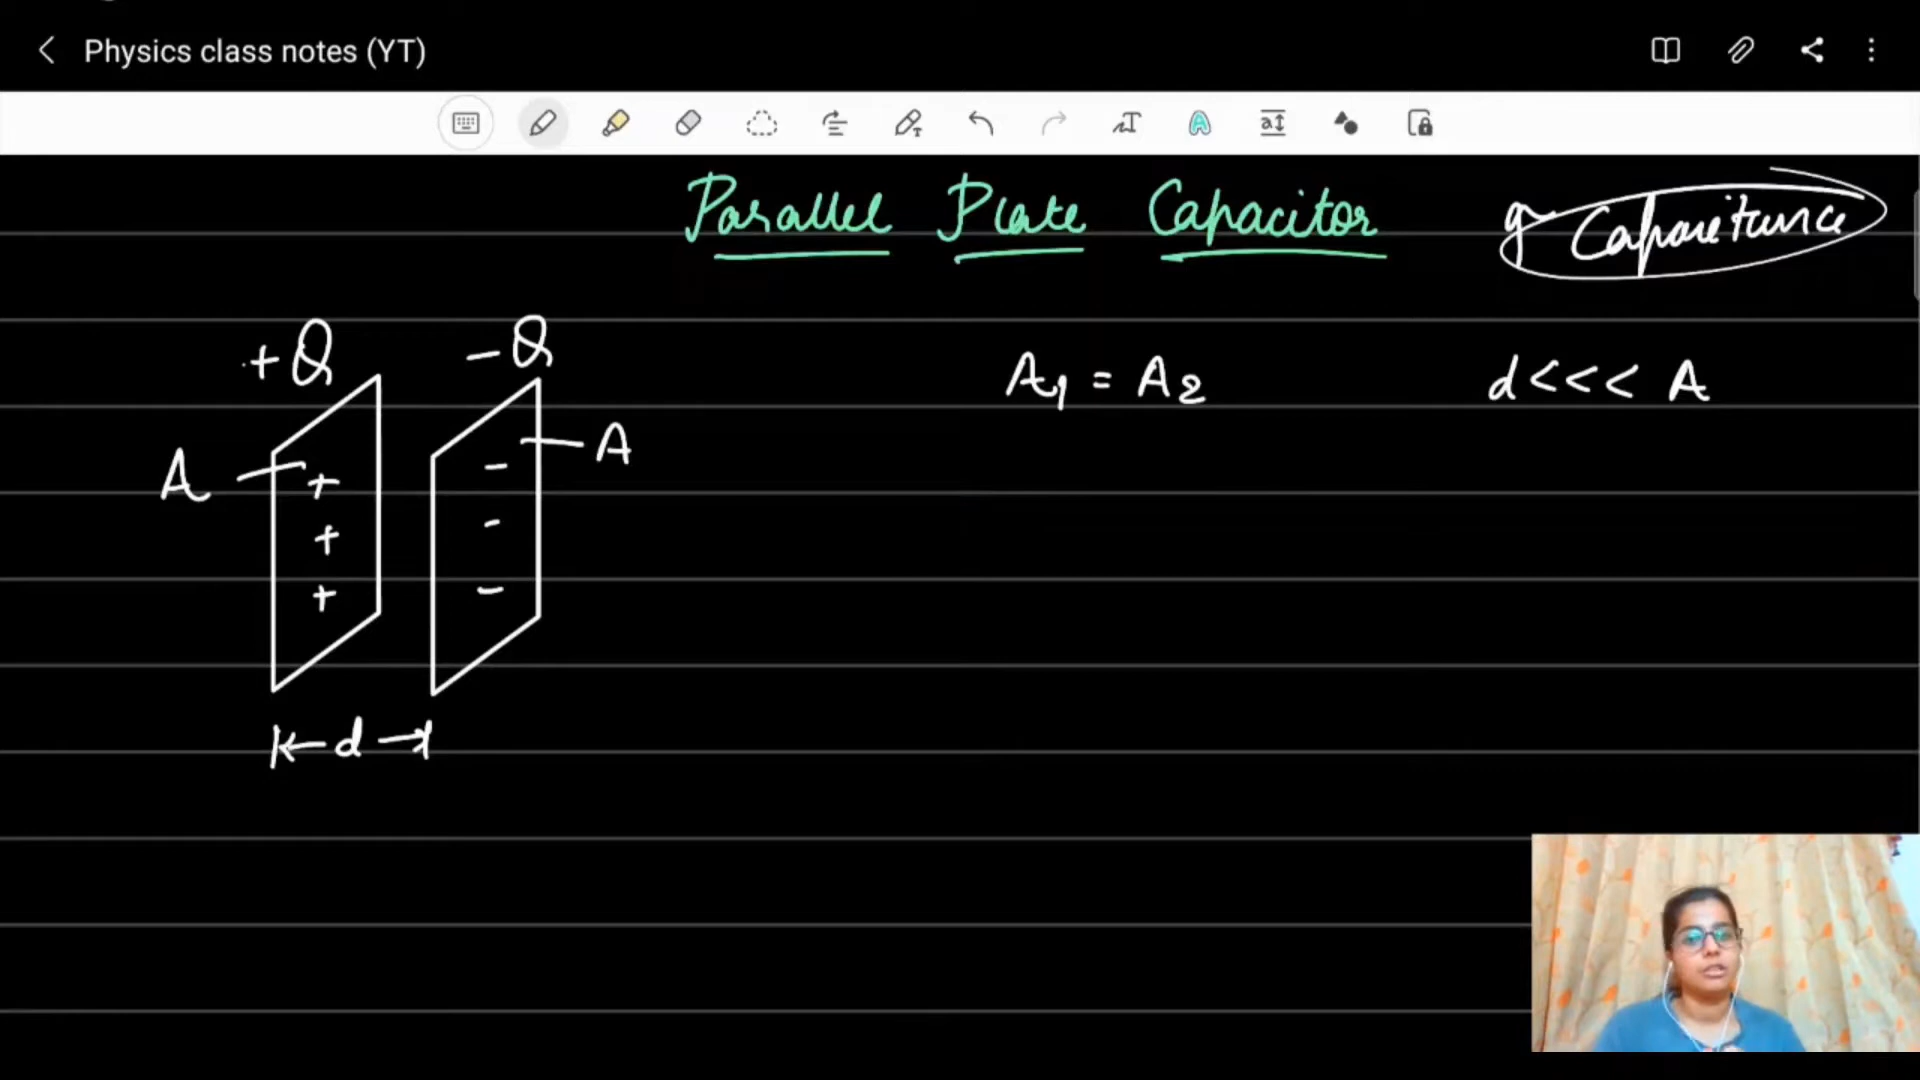 Physics class notes (YT)
Parallel Plate Capacitor
Capacitance
+Q -Q
A₁ = A₂ d <<< A
A
A
+ -
+ -
+ -
d